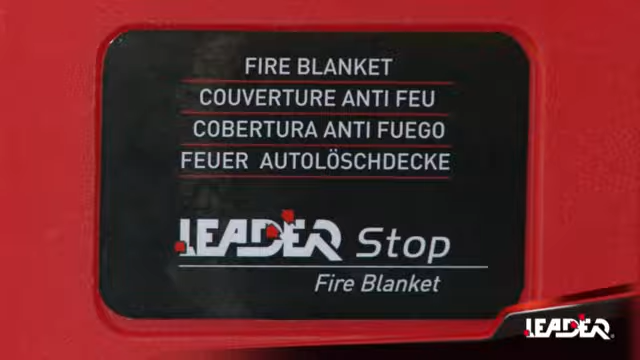 FIRE BLANKET
COUVERTURE ANTI FEU
COBERTURA ANTI FUEGO
FEUER AUTOLÖSCHDECKE
LEADER Stop
Fire Blanket
LEADER®